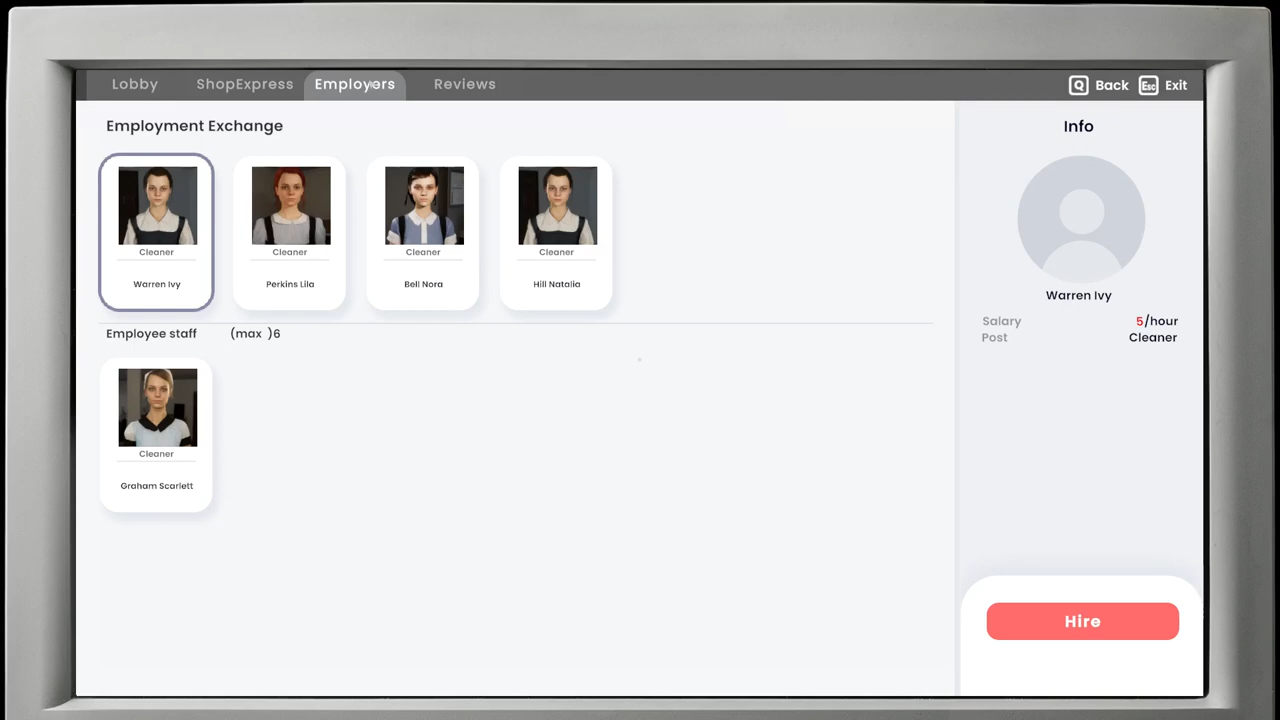 Lobby ShopExpress Employers Reviews Q Back Esc Exit
Employment Exchange
Cleaner
Warren Ivy
Cleaner
Perkins Lila
Cleaner
Bell Nora
Cleaner
Hill Natalia
Employee staff (max )6
Cleaner
Graham Scarlett
Info
Warren Ivy
Salary 5/hour
Post Cleaner
Hire